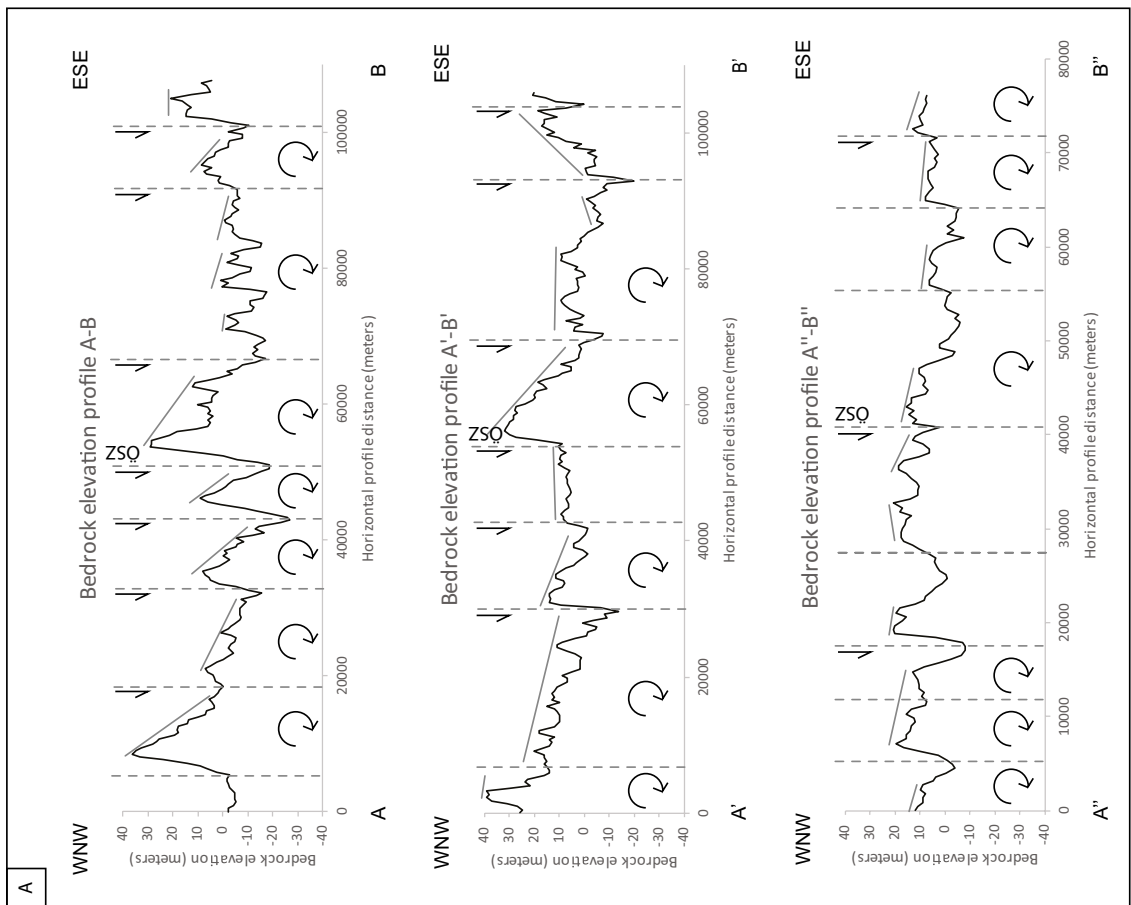 A
Bedrock elevation profile A-B
WNW
ESE
ZSÖ
40
30
20
10
0
-10
-20
-30
-40
Bedrock elevation (meters)
0
20000
40000
60000
80000
100000
Horizontal profile distance (meters)
A
B
Bedrock elevation profile A'-B'
WNW
ESE
ZSÖ
40
30
20
10
0
-10
-20
-30
-40
Bedrock elevation (meters)
0
20000
40000
60000
80000
100000
Horizontal profile distance (meters)
A'
B'
Bedrock elevation profile A''-B''
WNW
ESE
ZSÖ
40
30
20
10
0
-10
-20
-30
-40
Bedrock elevation (meters)
0
10000
20000
30000
40000
50000
60000
70000
80000
Horizontal profile distance (meters)
A''
B''